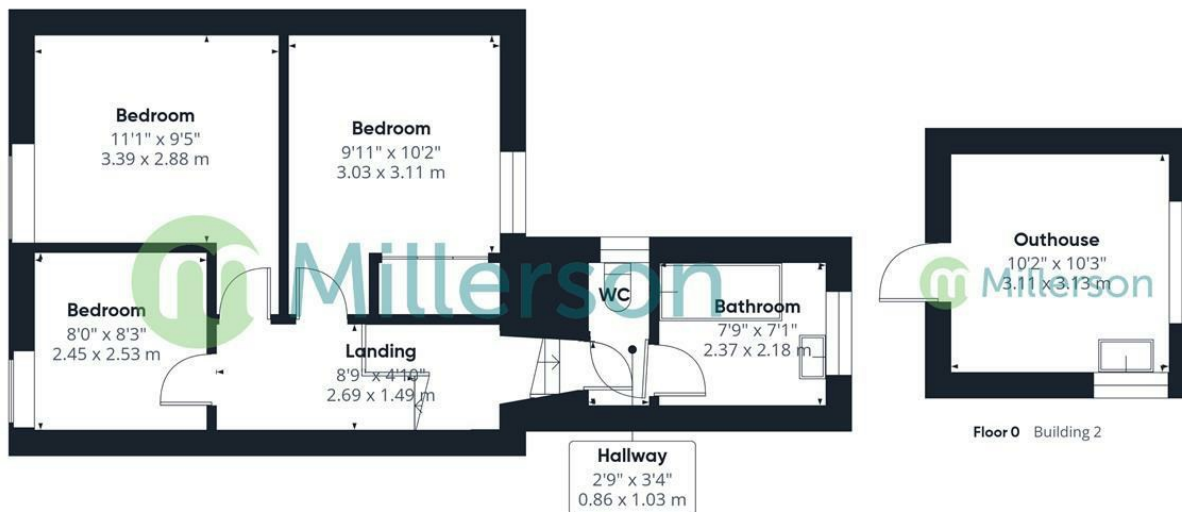 Bedroom
11'1" x 9'5"
3.39 x 2.88 m
Bedroom
9'11" x 10'2"
3.03 x 3.11 m
Bedroom
8'0" x 8'3"
2.45 x 2.53 m
Landing
8'9" x 4'10"
2.69 x 1.49 m
WC
Bathroom
7'9" x 7'1"
2.37 x 2.18 m
Hallway
2'9" x 3'4"
0.86 x 1.03 m
m Millerson
Outhouse
10'2" x 10'3"
3.11 x 3.13 m
m Millerson
Floor 0 Building 2